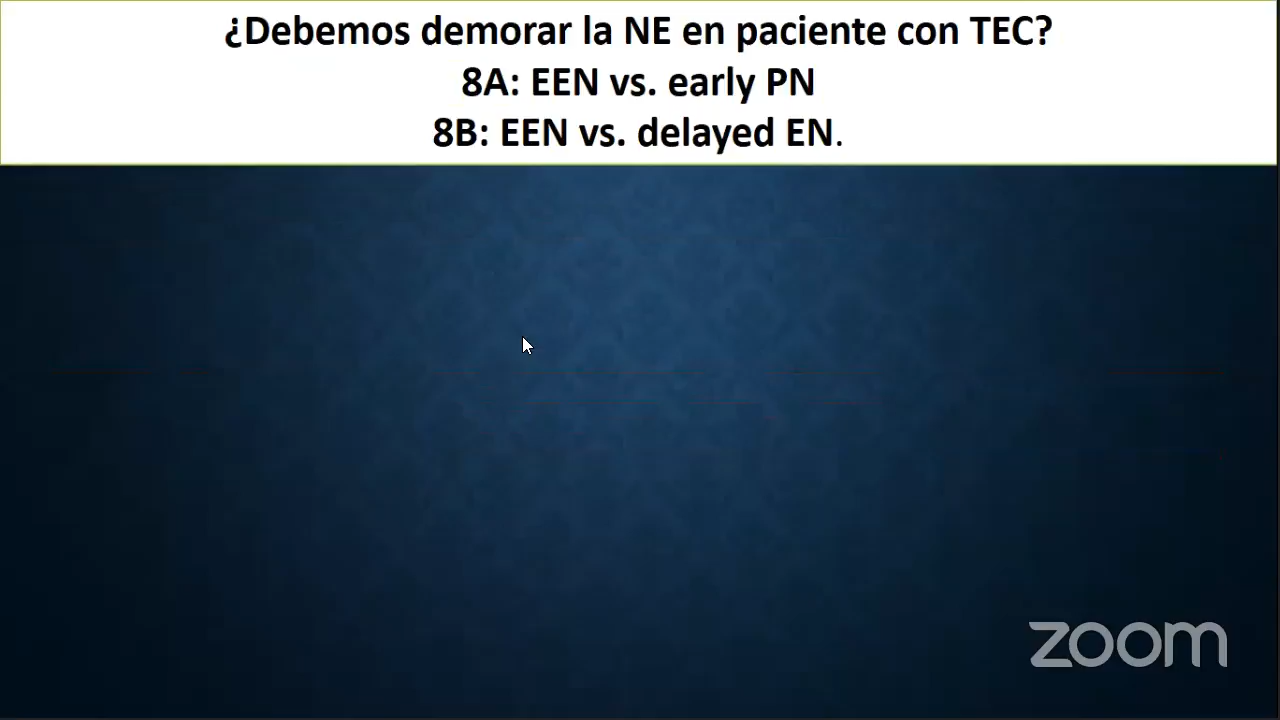 ¿Debemos demorar la NE en paciente con TEC?
8A: EEN vs. early PN
8B: EEN vs. delayed EN.
zoom